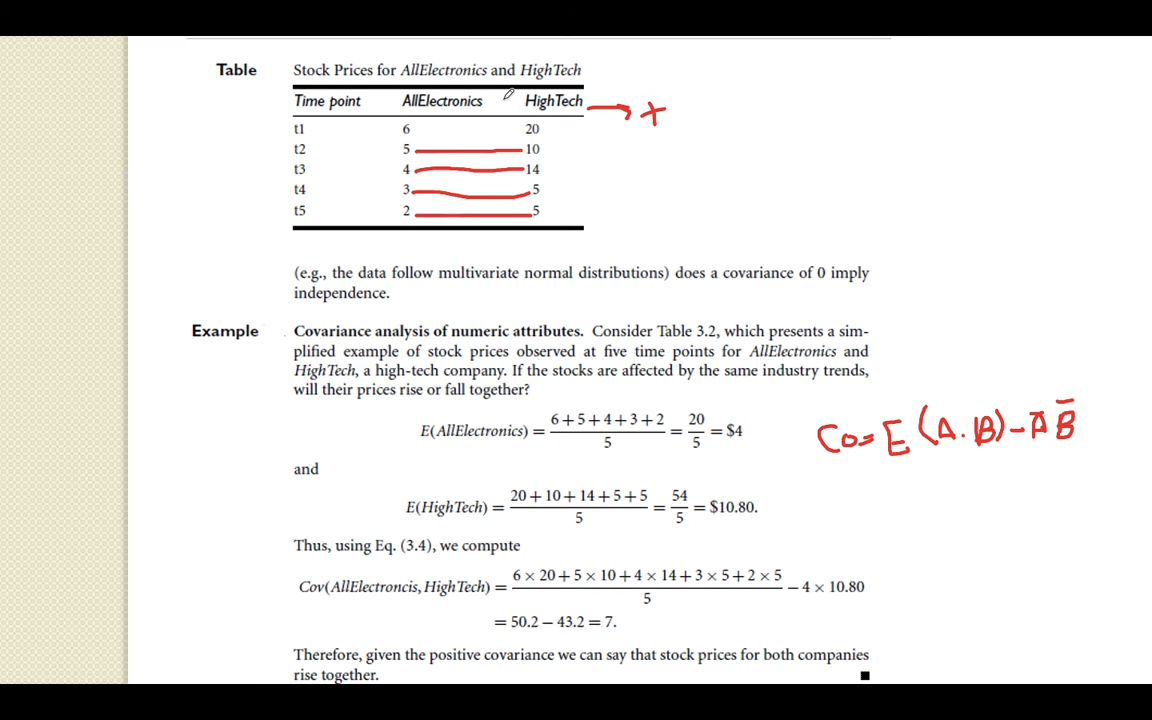 Table Stock Prices for AllElectronics and HighTech
Time point AllElectronics HighTech → +
t1 6 20
t2 5 10
t3 4 14
t4 3 5
t5 2 5
(e.g., the data follow multivariate normal distributions) does a covariance of 0 imply
independence.
Example Covariance analysis of numeric attributes. Consider Table 3.2, which presents a sim-
plified example of stock prices observed at five time points for AllElectronics and
HighTech, a high-tech company. If the stocks are affected by the same industry trends,
will their prices rise or fall together?
E(AllElectronics) = (6 + 5 + 4 + 3 + 2)/5 = 20/5 = $4
Co = E(A.B) - A̅ B̅
and
E(HighTech) = (20 + 10 + 14 + 5 + 5)/5 = 54/5 = $10.80.
Thus, using Eq. (3.4), we compute
Cov(AllElectroncis, HighTech) = (6 × 20 + 5 × 10 + 4 × 14 + 3 × 5 + 2 × 5)/5 − 4 × 10.80
= 50.2 − 43.2 = 7.
Therefore, given the positive covariance we can say that stock prices for both companies
rise together.